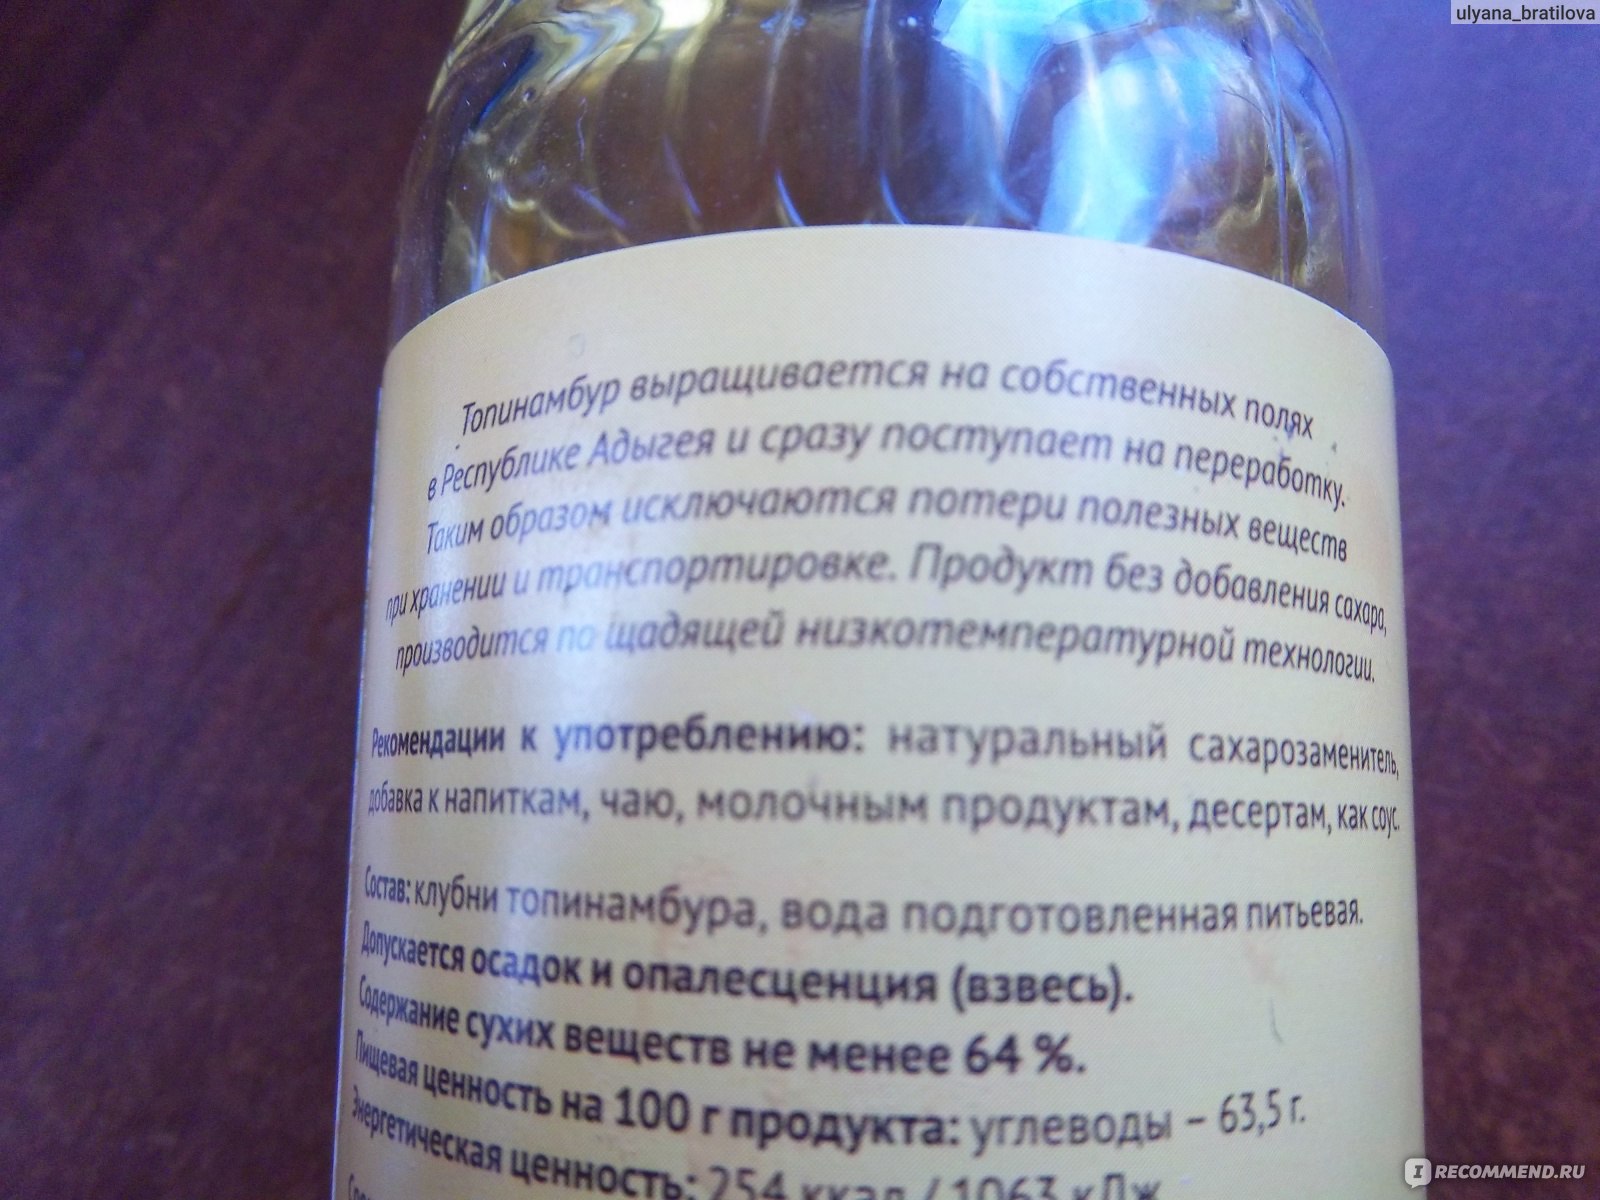 ulyana_bratilova
Топинамбур выращивается на собственных полях
в Республике Адыгея и сразу поступает на переработку.
Таким образом исключаются потери полезных веществ
при хранении и транспортировке. Продукт без добавления сахара,
производится по щадящей низкотемпературной технологии.
Рекомендации к употреблению: натуральный сахарозаменитель,
добавка к напиткам, чаю, молочным продуктам, десертам, как соус.
Состав: клубни топинамбура, вода подготовленная питьевая.
Допускается осадок и опалесценция (взвесь).
Содержание сухих веществ не менее 64 %.
Пищевая ценность на 100 г продукта: углеводы – 63,5 г.
Энергетическая ценность: 254 ккал / 1063 кДж
IRECOMMEND.RU